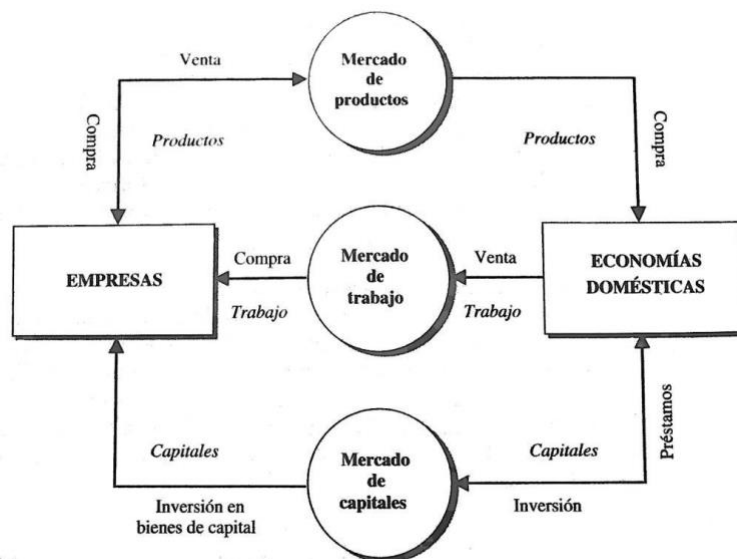 Venta
Mercado
de
productos
Compra
Productos
Productos
Compra
EMPRESAS
Compra
Trabajo
Mercado
de
trabajo
Venta
Trabajo
ECONOMÍAS
DOMÉSTICAS
Capitales
Inversión en
bienes de capital
Mercado
de
capitales
Capitales
Inversión
Préstamos